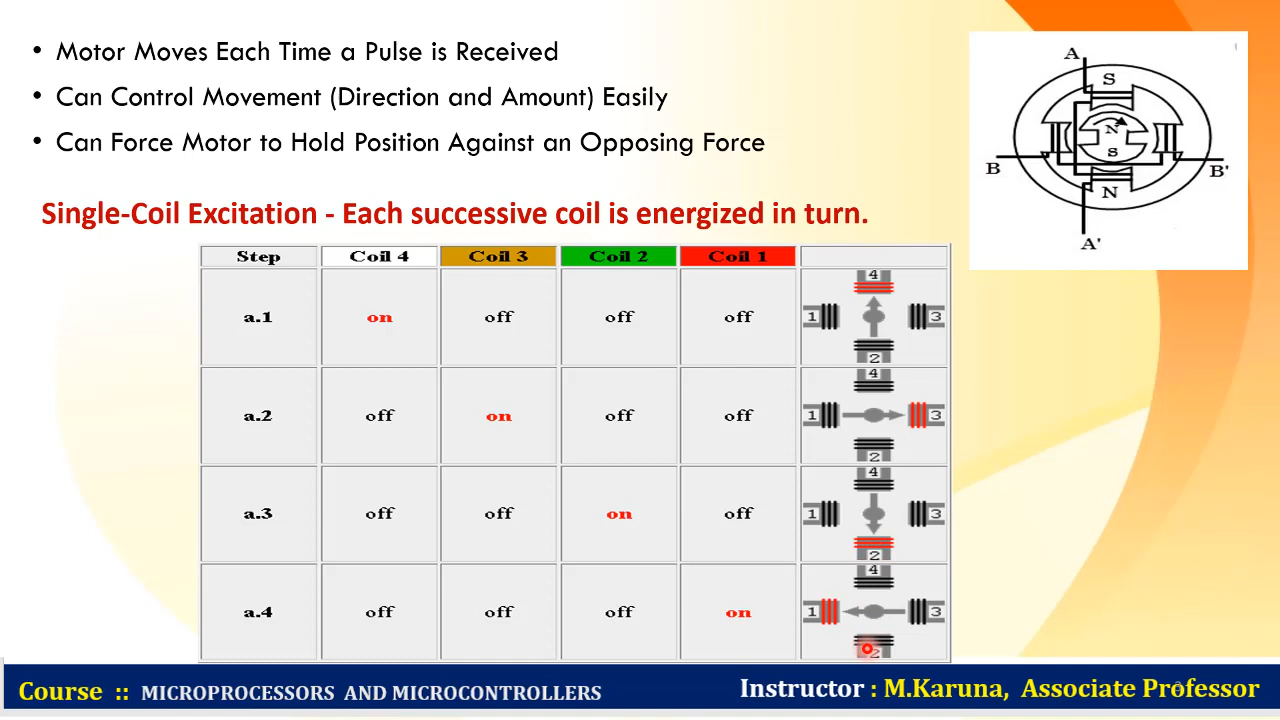 • Motor Moves Each Time a Pulse is Received
• Can Control Movement (Direction and Amount) Easily
• Can Force Motor to Hold Position Against an Opposing Force
A
S
N
S
B
B'
N
A'
Single-Coil Excitation - Each successive coil is energized in turn.
Step Coil 4 Coil 3 Coil 2 Coil 1
4
a.1 on off off off 1 3
2
4
a.2 off on off off 1 3
2
4
a.3 off off on off 1 3
2
4
a.4 off off off on 1 3
2
Course :: MICROPROCESSORS AND MICROCONTROLLERS
Instructor : M.Karuna, Associate Professor